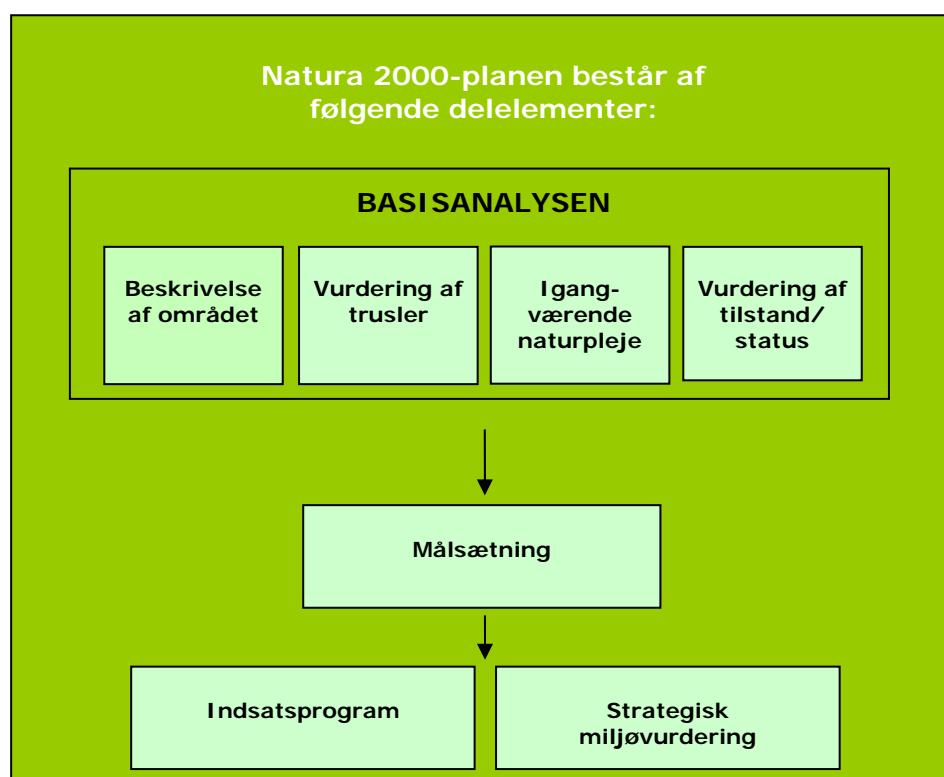 Natura 2000-planen består af
følgende delelementer:
BASISANALYSEN
Beskrivelse
af området
Vurdering af
trusler
Igang-
værende
naturpleje
Vurdering af
tilstand/
status
Målsætning
Indsatsprogram
Strategisk
miljøvurdering